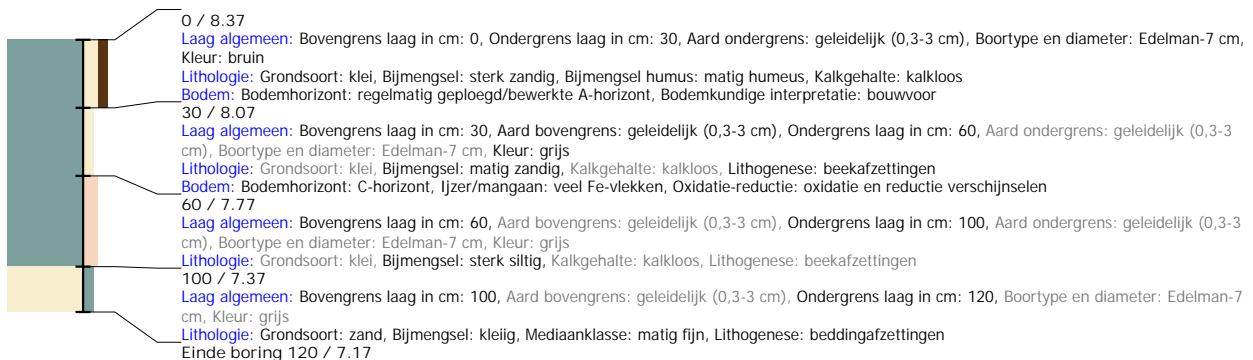 0 / 8.37
Laag algemeen: Bovengrens laag in cm: 0, Ondergrens laag in cm: 30, Aard ondergrens: geleidelijk (0,3-3 cm), Boortype en diameter: Edelman-7 cm,
Kleur: bruin
Lithologie: Grondsoort: klei, Bijmengsel: sterk zandig, Bijmengsel humus: matig humeus, Kalkgehalte: kalkloos
Bodem: Bodemhorizont: regelmatig geploegd/bewerkte A-horizont, Bodemkundige interpretatie: bouwvoor
30 / 8.07
Laag algemeen: Bovengrens laag in cm: 30, Aard bovengrens: geleidelijk (0,3-3 cm), Ondergrens laag in cm: 60, Aard ondergrens: geleidelijk (0,3-3
cm), Boortype en diameter: Edelman-7 cm, Kleur: grijs
Lithologie: Grondsoort: klei, Bijmengsel: matig zandig, Kalkgehalte: kalkloos, Lithogenese: beekafzettingen
Bodem: Bodemhorizont: C-horizont, Ijzer/mangaan: veel Fe-vlekken, Oxidatie-reductie: oxidatie en reductie verschijnselen
60 / 7.77
Laag algemeen: Bovengrens laag in cm: 60, Aard bovengrens: geleidelijk (0,3-3 cm), Ondergrens laag in cm: 100, Aard ondergrens: geleidelijk (0,3-3
cm), Boortype en diameter: Edelman-7 cm, Kleur: grijs
Lithologie: Grondsoort: klei, Bijmengsel: sterk siltig, Kalkgehalte: kalkloos, Lithogenese: beekafzettingen
100 / 7.37
Laag algemeen: Bovengrens laag in cm: 100, Aard bovengrens: geleidelijk (0,3-3 cm), Ondergrens laag in cm: 120, Boortype en diameter: Edelman-7
cm, Kleur: grijs
Lithologie: Grondsoort: zand, Bijmengsel: kleiig, Mediaanklasse: matig fijn, Lithogenese: beddingafzettingen
Einde boring 120 / 7.17